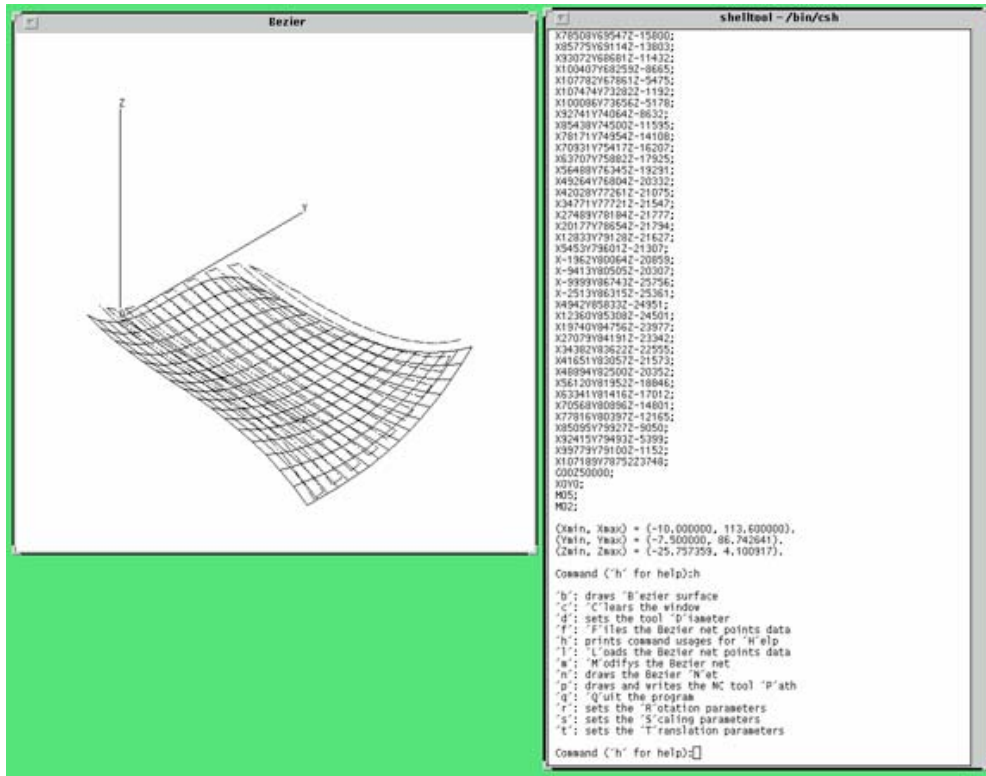 Bezier
Z
Y
shelltool - /bin/csh
X78508Y69547Z-15800;
X85775Y69114Z-13803;
X93072Y68681Z-11432;
X100407Y68259Z-8665;
X107782Y67861Z-5475;
X107474Y73282Z-1192;
X100086Y73656Z-5178;
X92741Y74064Z-8632;
X85438Y74500Z-11595;
X78171Y74954Z-14108;
X70931Y75417Z-16207;
X63707Y75882Z-17925;
X56488Y76345Z-19291;
X49264Y76804Z-20332;
X42028Y77261Z-21075;
X34771Y77721Z-21547;
X27489Y78184Z-21777;
X20177Y78654Z-21794;
X12833Y79128Z-21627;
X5453Y79601Z-21307;
X-1962Y80064Z-20859;
X-9413Y80505Z-20307;
X-9999Y86743Z-25756;
X-2513Y86315Z-25361;
X4942Y85833Z-24951;
X12360Y85308Z-24501;
X19740Y84756Z-23977;
X27079Y84191Z-23342;
X34382Y83622Z-22555;
X41651Y83057Z-21573;
X48894Y82500Z-20352;
X56120Y81952Z-18846;
X63341Y81416Z-17012;
X70568Y80896Z-14801;
X77816Y80397Z-12165;
X85095Y79927Z-9050;
X92415Y79493Z-5399;
X99779Y79100Z-1152;
X107189Y78752Z3748;
G00Z50000;
X0Y0;
M05;
M02;
(Xmin, Xmax) = (-10.000000, 113.600000).
(Ymin, Ymax) = (-7.500000, 86.742641).
(Zmin, Zmax) = (-25.757359, 4.100917).
Command ('h' for help):h
'b': draws 'B'ezier surface
'c': 'C'lears the window
'd': sets the tool 'D'iameter
'f': 'F'iles the Bezier net points data
'h': prints command usages for 'H'elp
'l': 'L'oads the Bezier net points data
'm': 'M'odifys the Bezier net
'n': draws the Bezier 'N'et
'p': draws and writes the NC tool 'P'ath
'q': 'Q'uit the program
'r': sets the 'R'otation parameters
's': sets the 'S'caling parameters
't': sets the 'T'ranslation parameters
Command ('h' for help):